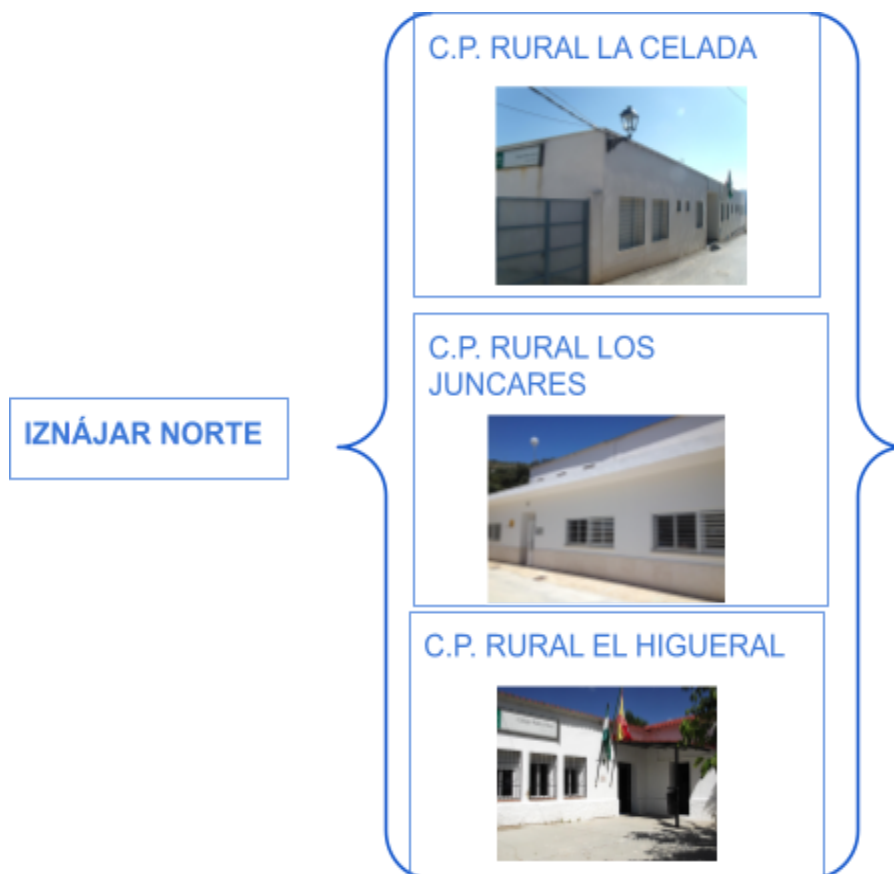 C.P. RURAL LA CELADA
C.P. RURAL LOS
JUNCARES
IZNÁJAR NORTE
C.P. RURAL EL HIGUERAL